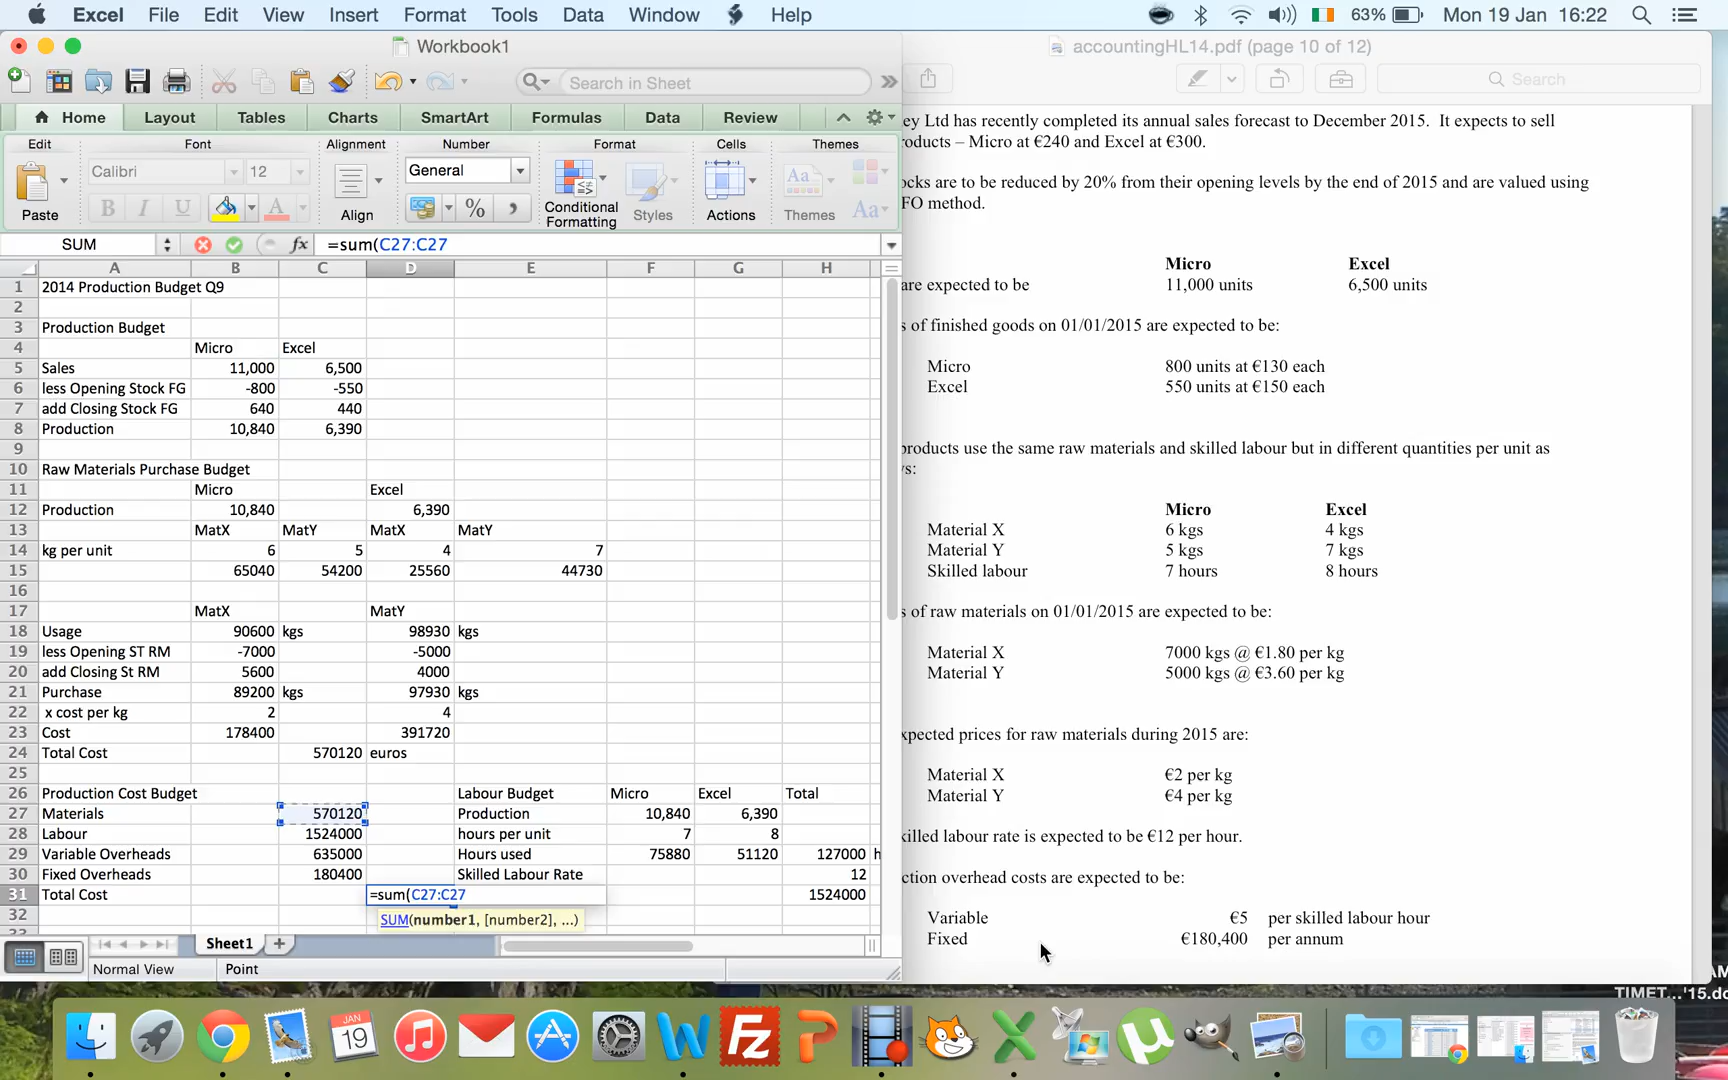 Excel File Edit View Insert Format Tools Data Window Help 63% Mon 19 Jan 16:22
Workbook1
Search in Sheet
Home Layout Tables Charts SmartArt Formulas Data Review
Edit Font Alignment Number Format Cells Themes
Calibri 12 General
Paste B I U A Align % Conditional Formatting Styles Actions Themes Aa
SUM fx =sum(C27:C27
A B C D E F G H
1 2014 Production Budget Q9
2
3 Production Budget
4 Micro Excel
5 Sales 11,000 6,500
6 less Opening Stock FG -800 -550
7 add Closing Stock FG 640 440
8 Production 10,840 6,390
9
10 Raw Materials Purchase Budget
11 Micro Excel
12 Production 10,840 6,390
13 MatX MatY MatX MatY
14 kg per unit 6 5 4 7
15 65040 54200 25560 44730
16
17 MatX MatY
18 Usage 90600 kgs 98930 kgs
19 less Opening ST RM -7000 -5000
20 add Closing St RM 5600 4000
21 Purchase 89200 kgs 97930 kgs
22 x cost per kg 2 4
23 Cost 178400 391720
24 Total Cost 570120 euros
25
26 Production Cost Budget Labour Budget Micro Excel Total
27 Materials 570120 Production 10,840 6,390
28 Labour 1524000 hours per unit 7 8
29 Variable Overheads 635000 Hours used 75880 51120 127000 h
30 Fixed Overheads 180400 Skilled Labour Rate 12
31 Total Cost =sum(C27:C27 1524000
32
SUM(number1, [number2], ...)
Sheet1
Normal View Point
accountingHL14.pdf (page 10 of 12)
Search
ey Ltd has recently completed its annual sales forecast to December 2015. It expects to sell
roducts – Micro at €240 and Excel at €300.
ocks are to be reduced by 20% from their opening levels by the end of 2015 and are valued using
FO method.
Micro Excel
are expected to be 11,000 units 6,500 units
s of finished goods on 01/01/2015 are expected to be:
Micro 800 units at €130 each
Excel 550 units at €150 each
products use the same raw materials and skilled labour but in different quantities per unit as
vs:
Micro Excel
Material X 6 kgs 4 kgs
Material Y 5 kgs 7 kgs
Skilled labour 7 hours 8 hours
s of raw materials on 01/01/2015 are expected to be:
Material X 7000 kgs @ €1.80 per kg
Material Y 5000 kgs @ €3.60 per kg
xpected prices for raw materials during 2015 are:
Material X €2 per kg
Material Y €4 per kg
killed labour rate is expected to be €12 per hour.
ction overhead costs are expected to be:
Variable €5 per skilled labour hour
Fixed €180,400 per annum
TIMET...'15.do
JAN
19